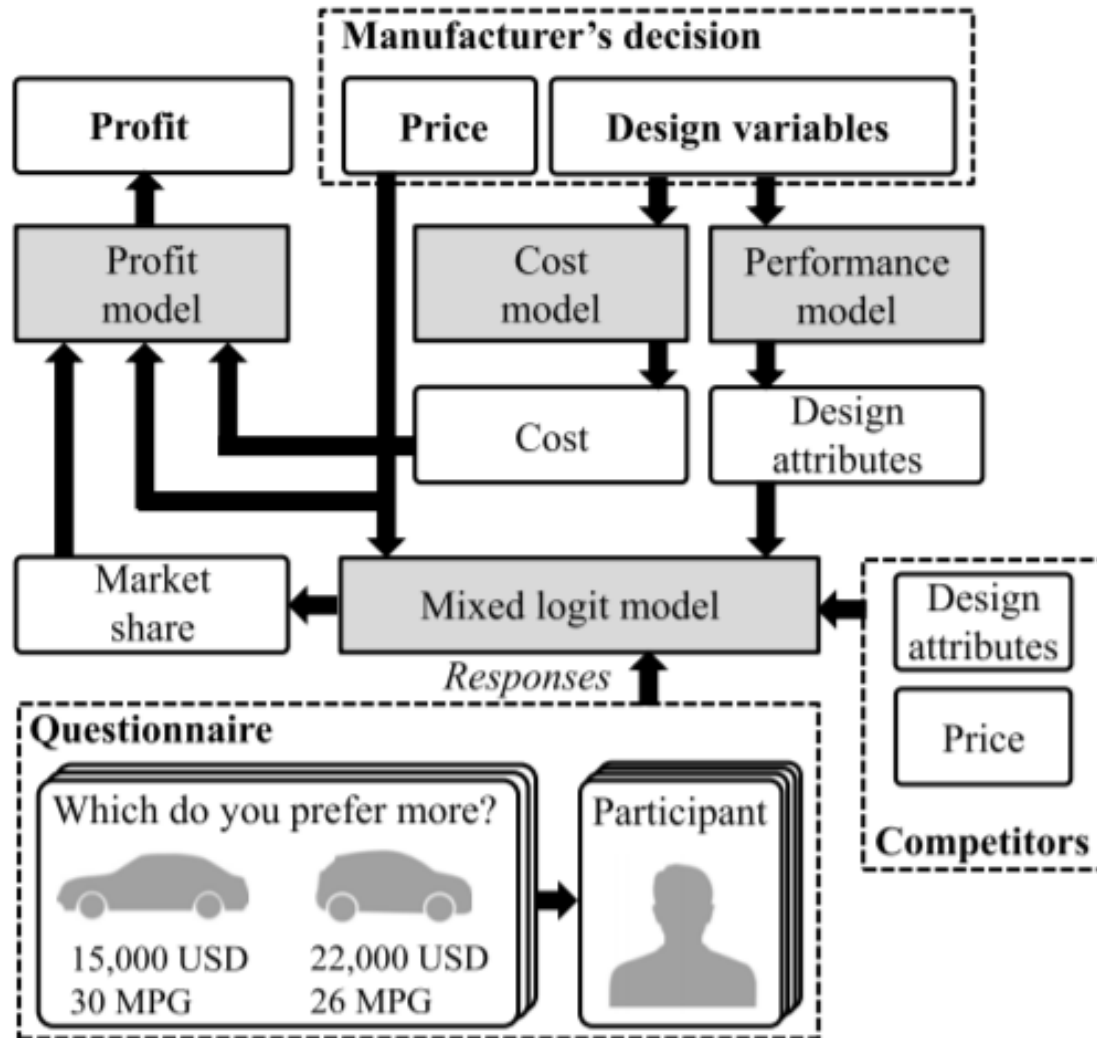 Manufacturer's decision
Profit
Price
Design variables
Profit
model
Cost
model
Performance
model
Cost
Design
attributes
Market
share
Mixed logit model
Design
attributes
Price
Competitors
Responses
Questionnaire
Which do you prefer more?
15,000 USD
30 MPG
22,000 USD
26 MPG
Participant